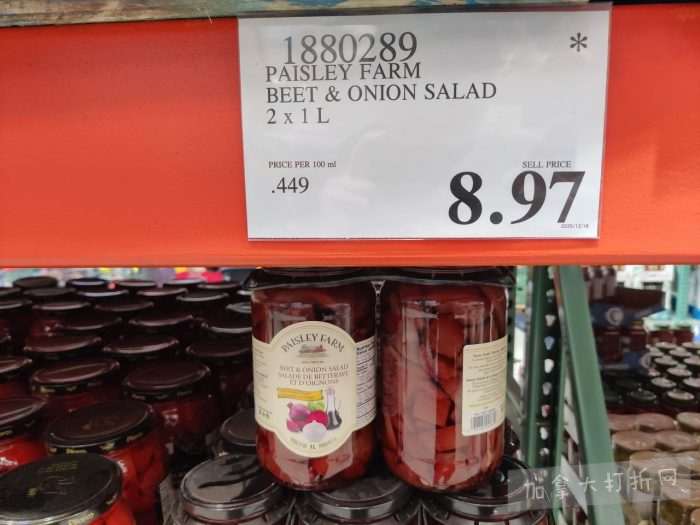 1880289
*
PAISLEY FARM
BEET & ONION SALAD
2 x 1 L
PRICE PER 100 ml
.449
SELL PRICE
8.97
PAISLEY FARM
BEET & ONION SALAD
SALADE DE BETTERAVE
ET D'OIGNONS
1 L
加拿大打折网